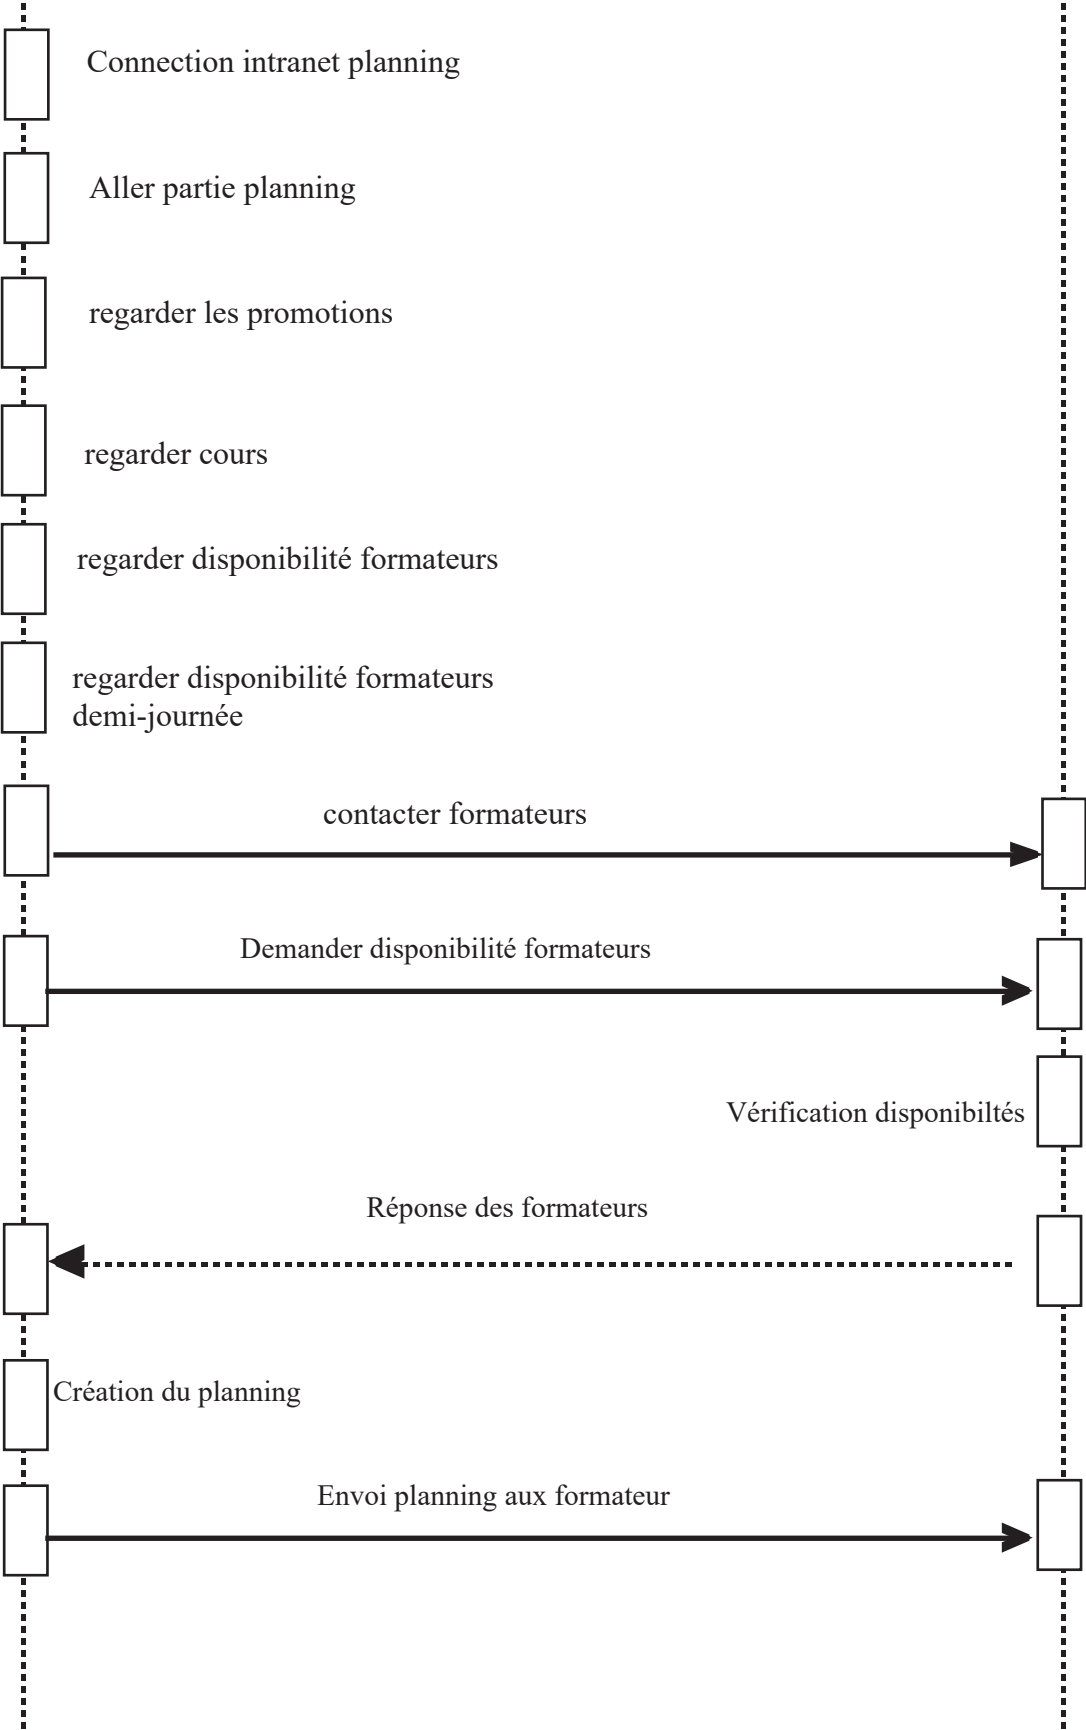 Connection intranet planning
Aller partie planning
regarder les promotions
regarder cours
regarder disponibilité formateurs
regarder disponibilité formateurs
demi-journée
contacter formateurs
Demander disponibilité formateurs
Vérification disponibiltés
Réponse des formateurs
Création du planning
Envoi planning aux formateur